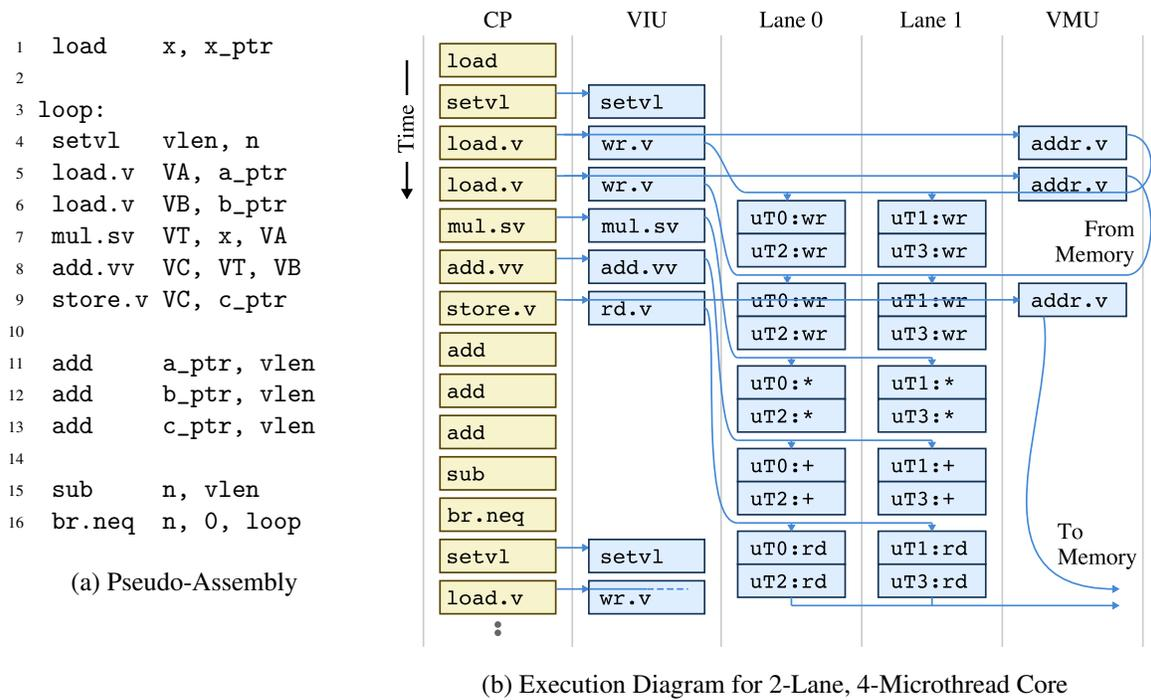 1 load x, x_ptr
2
3 loop:
4 setvl vlen, n
5 load.v VA, a_ptr
6 load.v VB, b_ptr
7 mul.sv VT, x, VA
8 add.vv VC, VT, VB
9 store.v VC, c_ptr
10
11 add a_ptr, vlen
12 add b_ptr, vlen
13 add c_ptr, vlen
14
15 sub n, vlen
16 br.neq n, 0, loop
(a) Pseudo-Assembly
CP VIU Lane 0 Lane 1 VMU
Time
load
setvl setvl
load.v wr.v addr.v
load.v wr.v addr.v
mul.sv mul.sv uT0:wr uT1:wr
From
Memory
uT2:wr uT3:wr
add.vv add.vv
store.v rd.v uT0:wr uT1:wr addr.v
uT2:wr uT3:wr
add
add uT0:* uT1:*
uT2:* uT3:*
add
sub uT0:+ uT1:+
uT2:+ uT3:+
br.neq
setvl setvl uT0:rd uT1:rd
To
Memory
uT2:rd uT3:rd
load.v wr.v
(b) Execution Diagram for 2-Lane, 4-Microthread Core